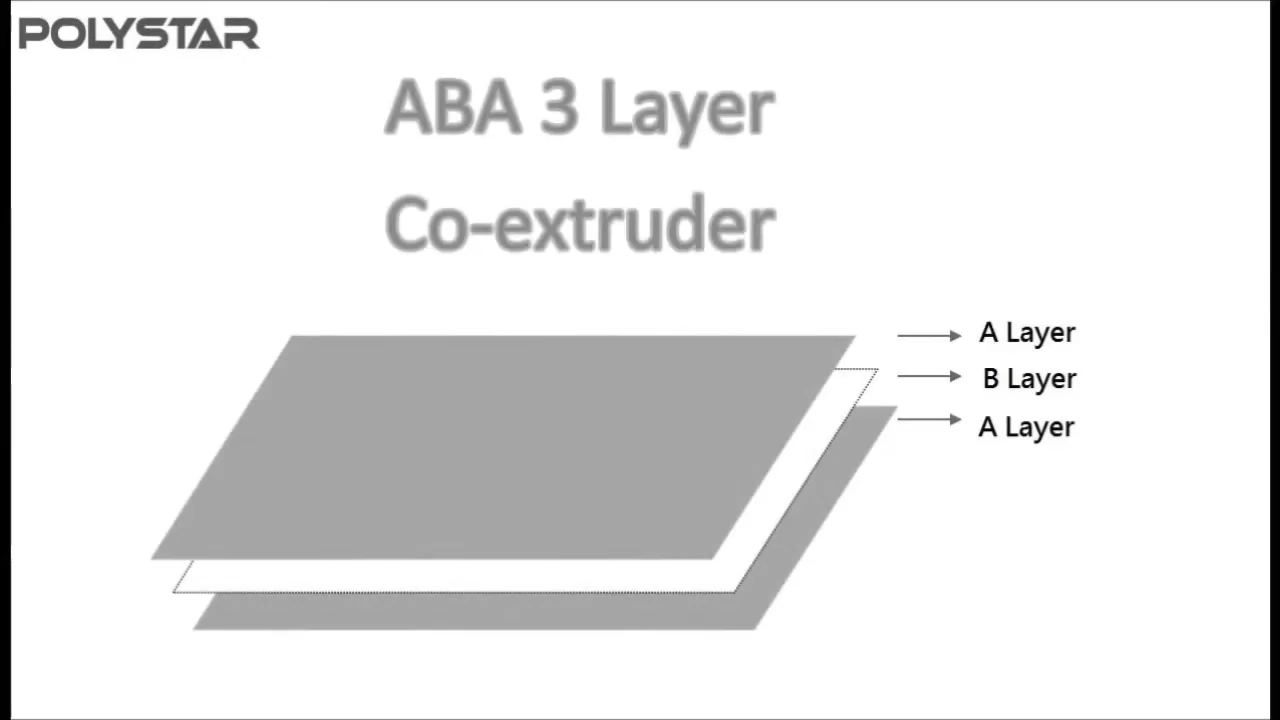 POLYSTAR
ABA 3 Layer
Co-extruder
A Layer
B Layer
A Layer